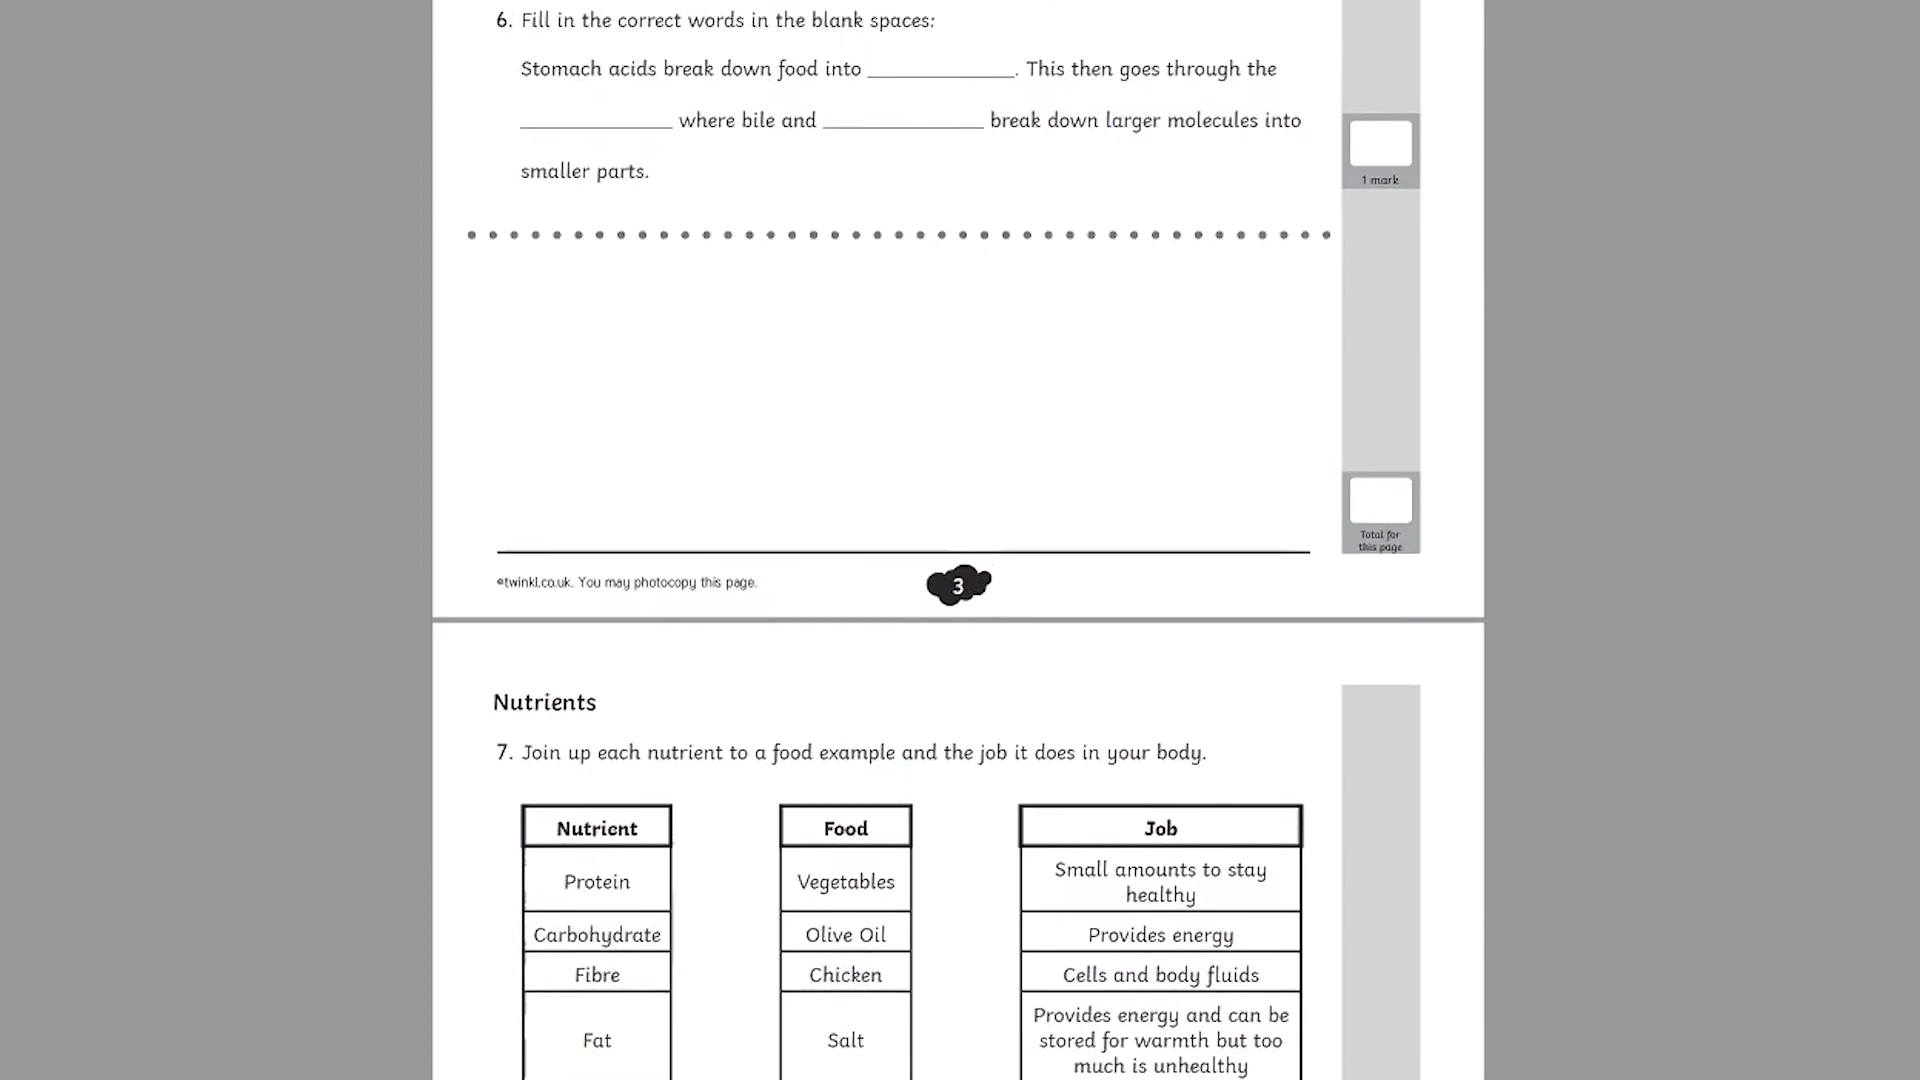 6. Fill in the correct words in the blank spaces:
Stomach acids break down food into ______________. This then goes through the
______________ where bile and _______________ break down larger molecules into
smaller parts.
1 mark
Total for
this page
©twinkl.co.uk. You may photocopy this page.
3
Nutrients
7. Join up each nutrient to a food example and the job it does in your body.
Nutrient Food Job
Protein Vegetables Small amounts to stay
healthy
Carbohydrate Olive Oil Provides energy
Fibre Chicken Cells and body fluids
Fat Salt Provides energy and can be
stored for warmth but too
much is unhealthy